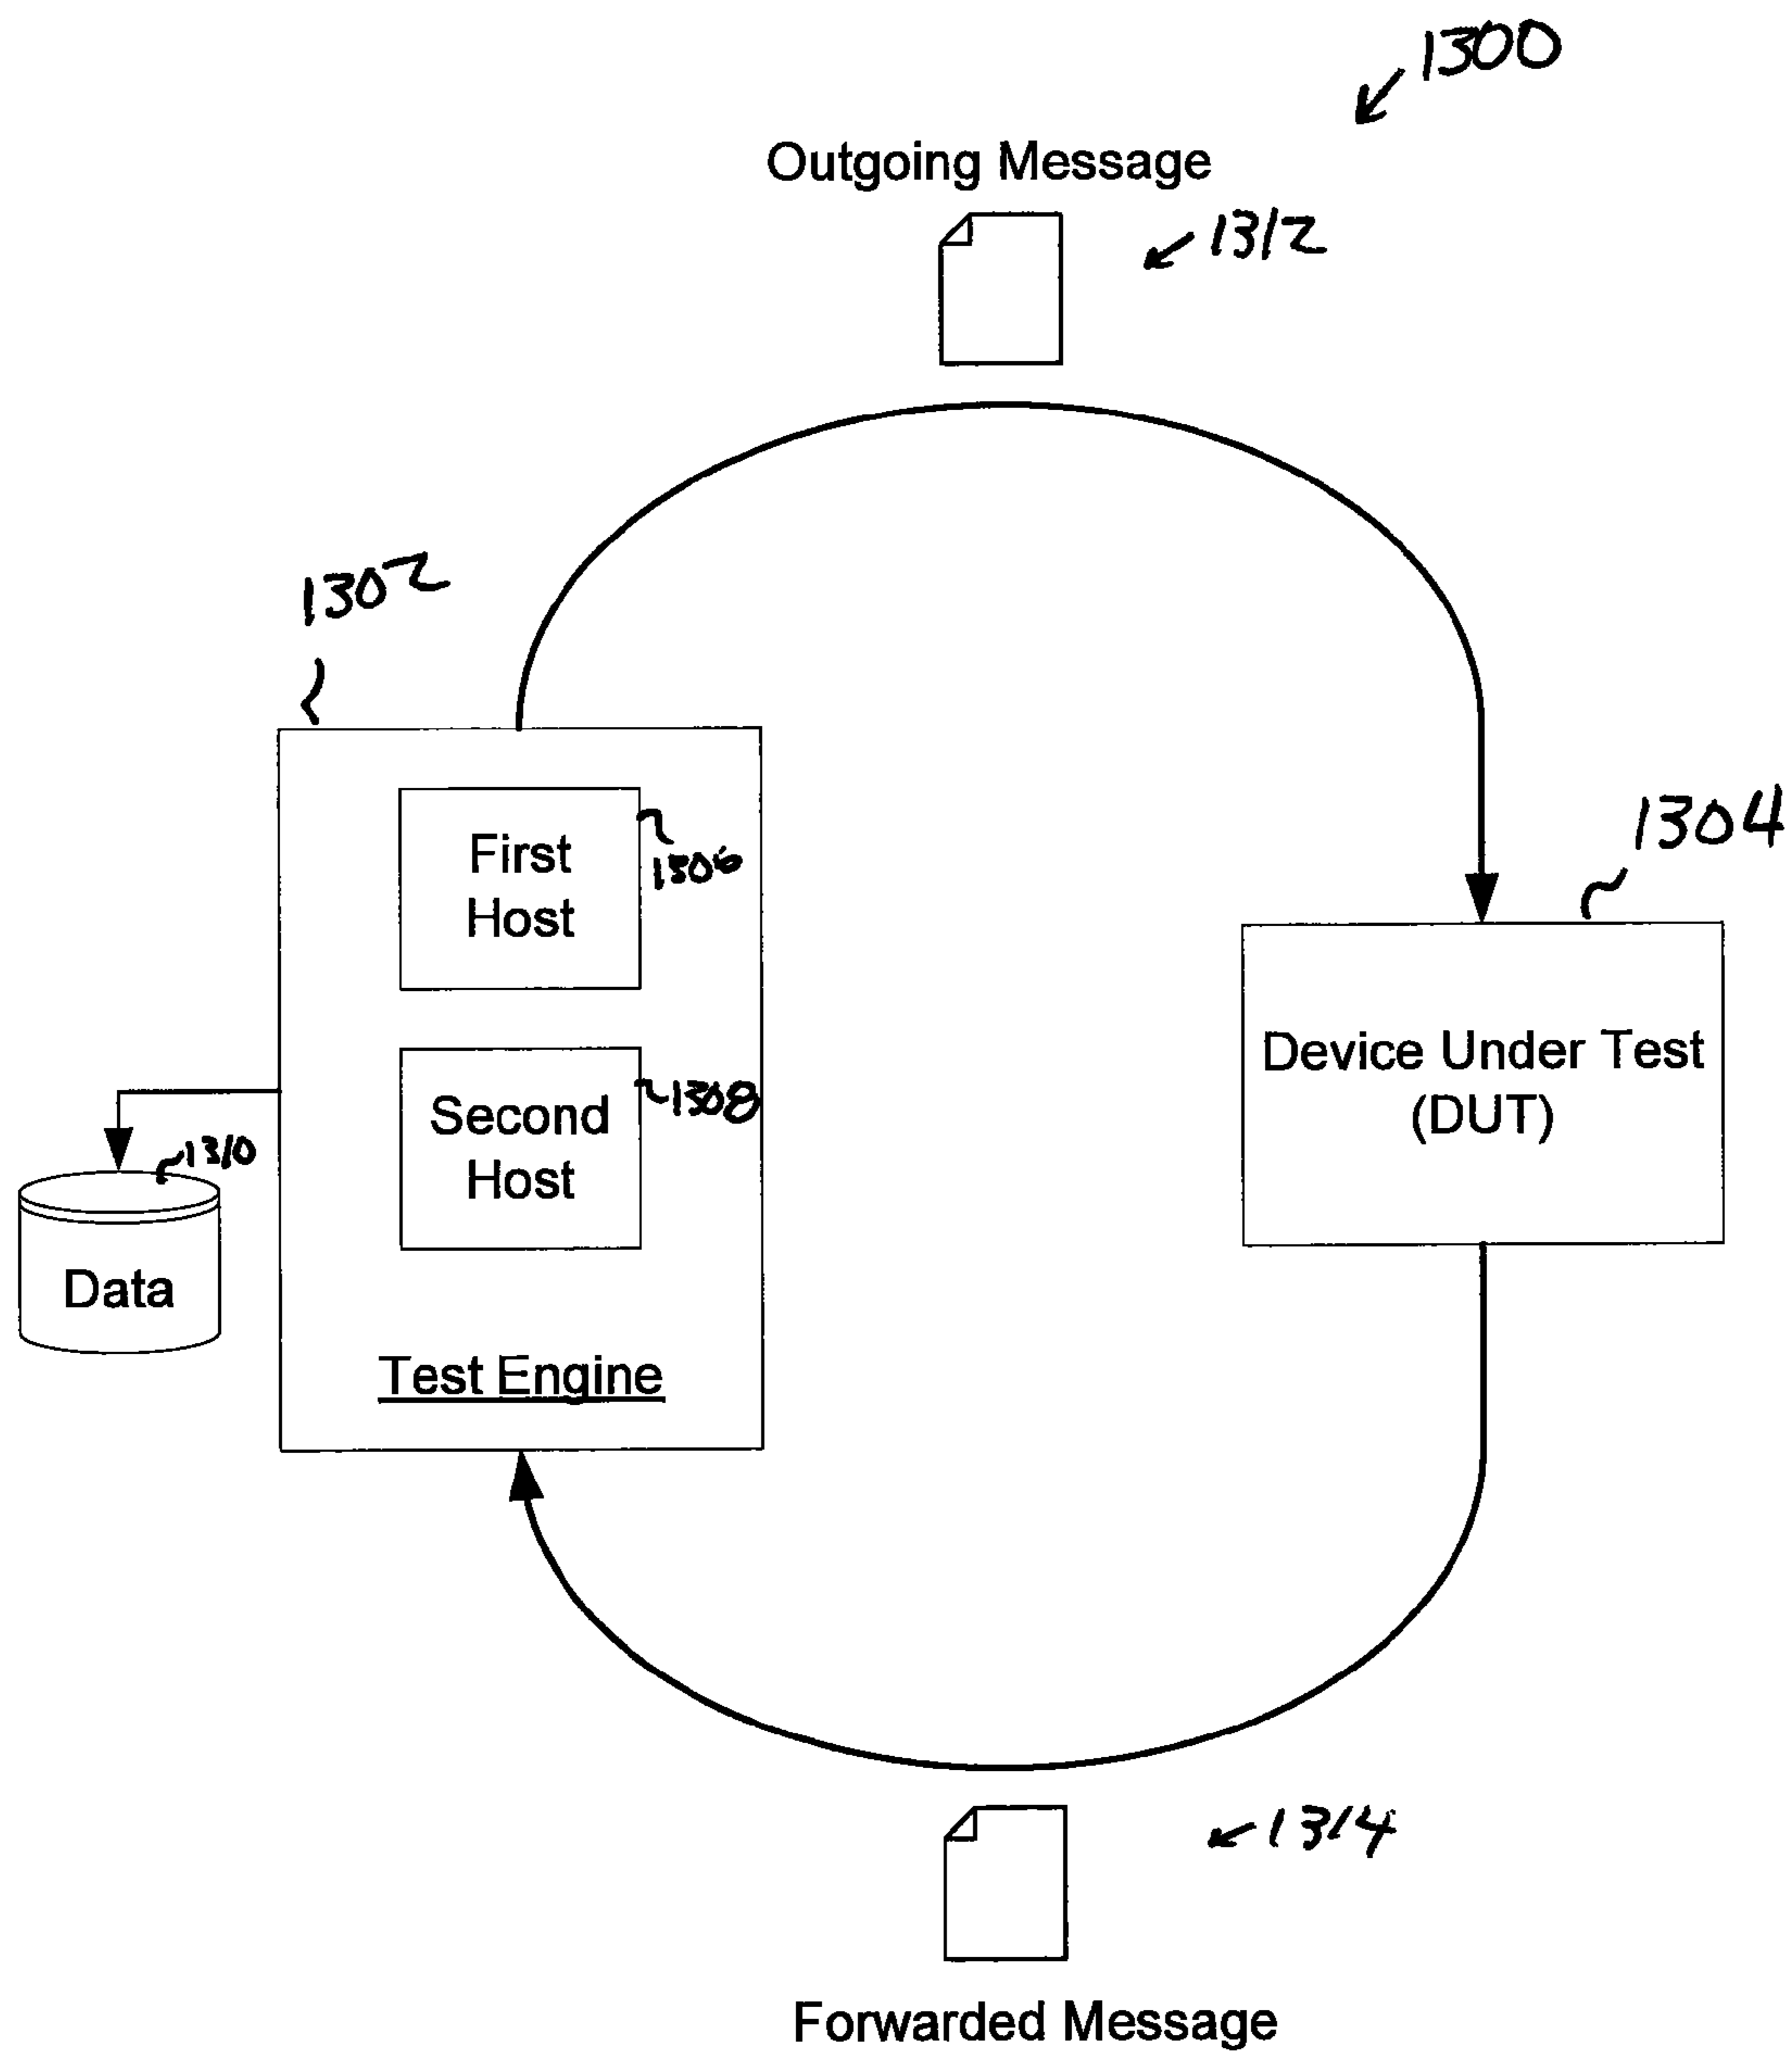 1300
Outgoing Message
1312
1302
First
Host
1306
1304
Device Under Test
(DUT)
Second
Host
1308
1310
Data
Test Engine
1314
Forwarded Message